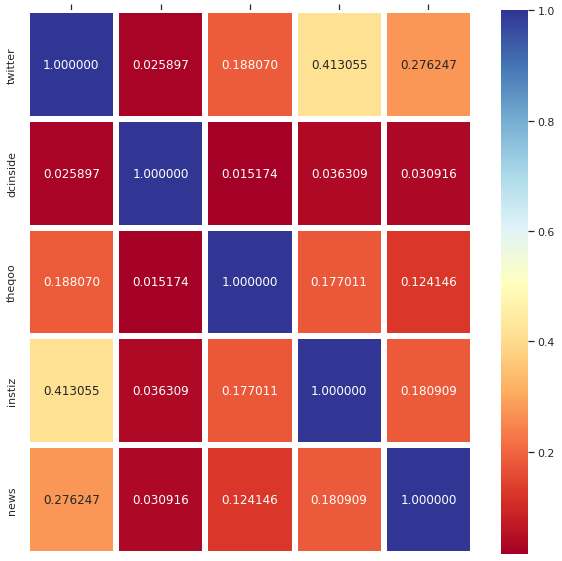 twitter 1.000000 0.025897 0.188070 0.413055 0.276247
dcinside 0.025897 1.000000 0.015174 0.036309 0.030916
theqoo 0.188070 0.015174 1.000000 0.177011 0.124146
instiz 0.413055 0.036309 0.177011 1.000000 0.180909
news 0.276247 0.030916 0.124146 0.180909 1.000000
1.0
0.8
0.6
0.4
0.2